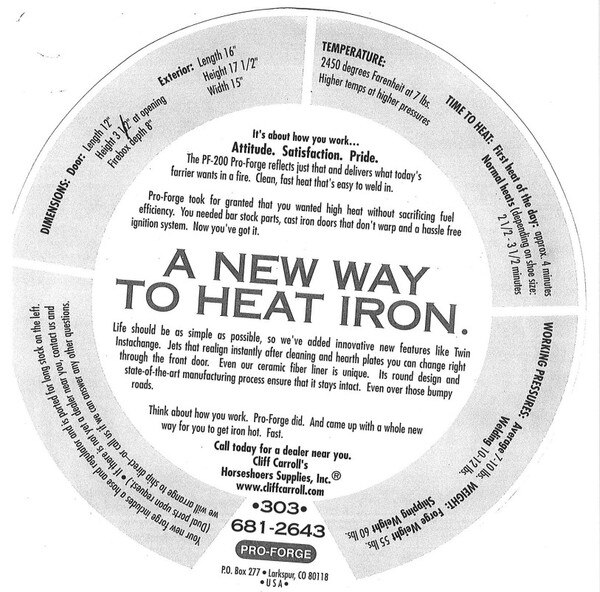 DIMENSIONS: Door: Length 12"
Height 3 1/2" at opening
Firebox depth 8"
Exterior: Length 16"
Height 17 1/2"
Width 15"
TEMPERATURE:
2450 degrees Farenheit at 7 lbs.
Higher temps at higher pressures
TIME TO HEAT: First heat of the day: approx. 4 minutes
Normal heats (depending on shoe size:
2 1/2 - 3 1/2 minutes
It's about how you work...
Attitude. Satisfaction. Pride.
The PF-200 Pro-Forge reflects just that and delivers what today's
farrier wants in a fire. Clean, fast heat that's easy to weld in.
Pro-Forge took for granted that you wanted high heat without sacrificing fuel
efficiency. You needed bar stock parts, cast iron doors that don't warp and a hassle free
ignition system. Now you've got it.
A NEW WAY
TO HEAT IRON.
Life should be as simple as possible, so we've added innovative new features like Twin
Instachange. Jets that realign instantly after cleaning and hearth plates you can change right
through the front door. Even our ceramic fiber liner is unique. Its round design and
state-of-the-art manufacturing process ensure that it stays intact. Even over those bumpy
roads.
Think about how you work. Pro-Forge did. And came up with a whole new
way for you to get iron hot. Fast.
Call today for a dealer near you.
Cliff Carroll's
Horseshoers Supplies, Inc.®
www.cliffcarroll.com
•303•
681-2643
PRO-FORGE
P.O. Box 277 • Larkspur, CO 80118
• USA •
WORKING PRESSURES: Average 7-10 lbs. WEIGHT: Forge Weight 55 lbs.
Welding 10-12 lbs. Shipping Weight 60 lbs.
Your new forge includes a hose and regulator and is ported for long stock on the left.
(Dual ports upon request.) • If there is not yet a dealer near you, contact us and
we will arrange to ship direct—or call us if we can answer any other questions.